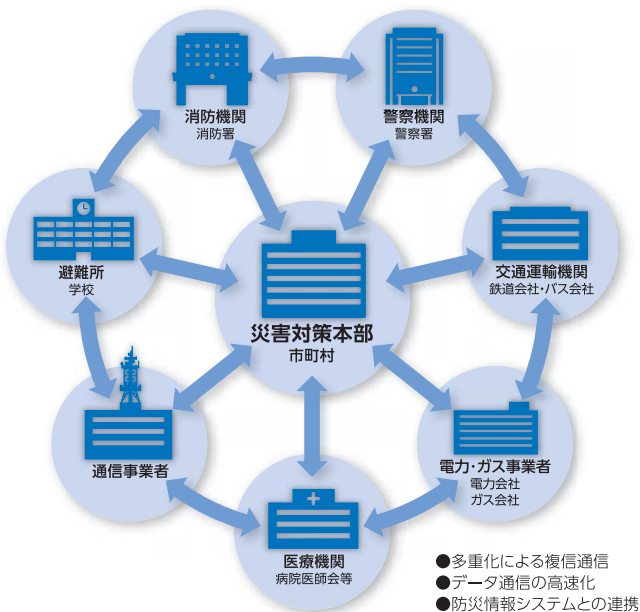 消防機関
消防署
警察機関
警察署
避難所
学校
交通運輸機関
鉄道会社・バス会社
災害対策本部
市町村
通信事業者
電力・ガス事業者
電力会社
ガス会社
医療機関
病院医師会等
●多重化による複信通信
●データ通信の高速化
●防災情報システムとの連携